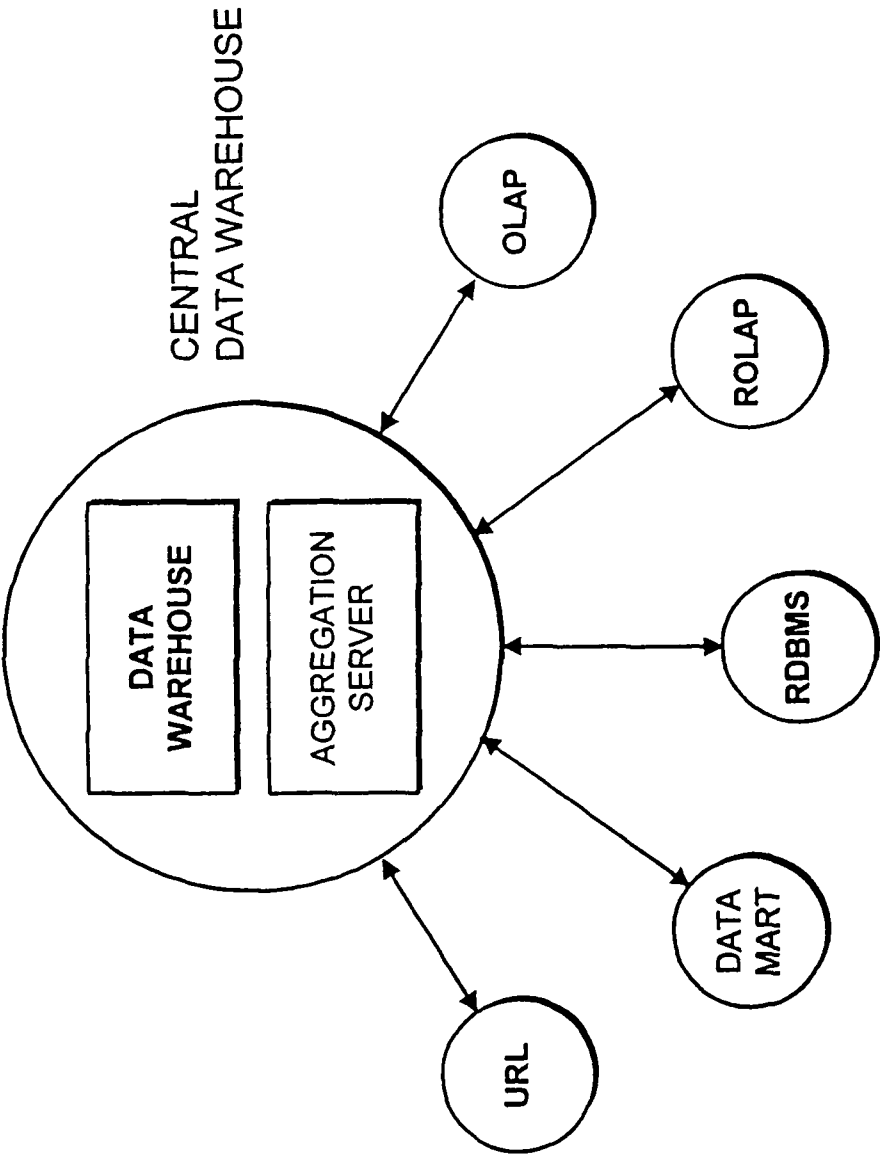 CENTRAL
DATA WAREHOUSE
DATA
WAREHOUSE
AGGREGATION
SERVER
URL
DATA
MART
RDBMS
ROLAP
OLAP